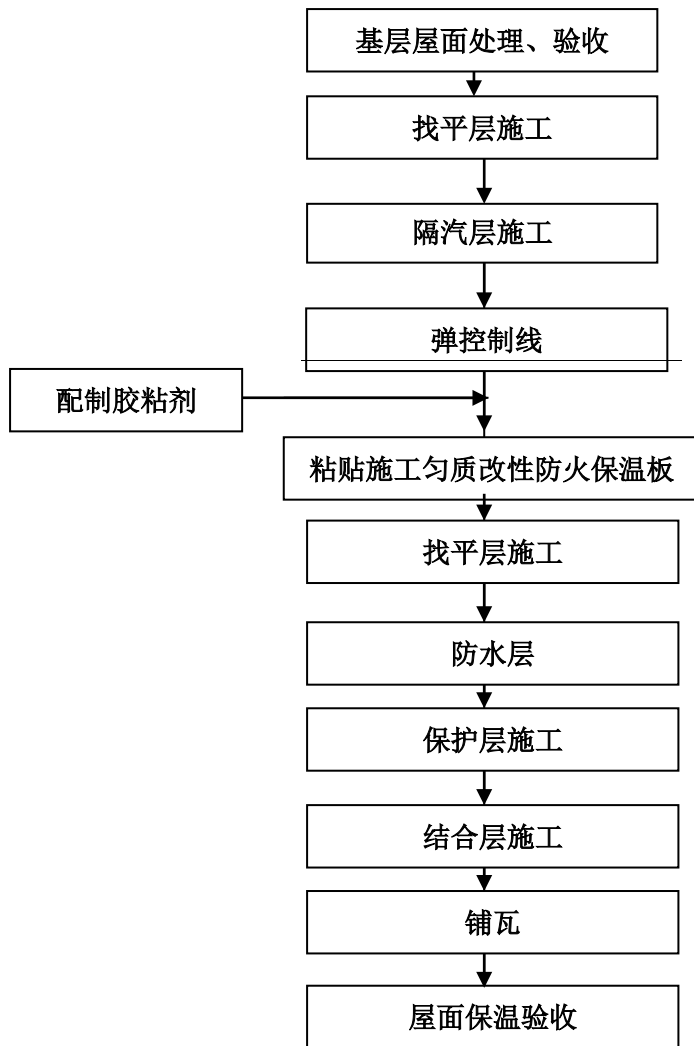 基层屋面处理、验收
找平层施工
隔汽层施工
弹控制线
配制胶粘剂
粘贴施工匀质改性防火保温板
找平层施工
防水层
保护层施工
结合层施工
铺瓦
屋面保温验收